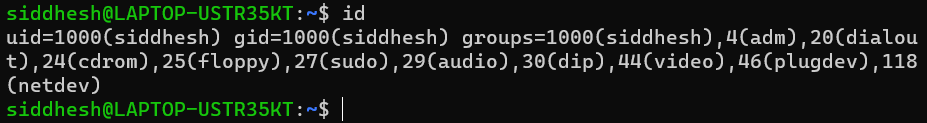 siddhesh@LAPTOP-USTR35KT:~$ id
uid=1000(siddhesh) gid=1000(siddhesh) groups=1000(siddhesh),4(adm),20(dialou
t),24(cdrom),25(floppy),27(sudo),29(audio),30(dip),44(video),46(plugdev),118
(netdev)
siddhesh@LAPTOP-USTR35KT:~$